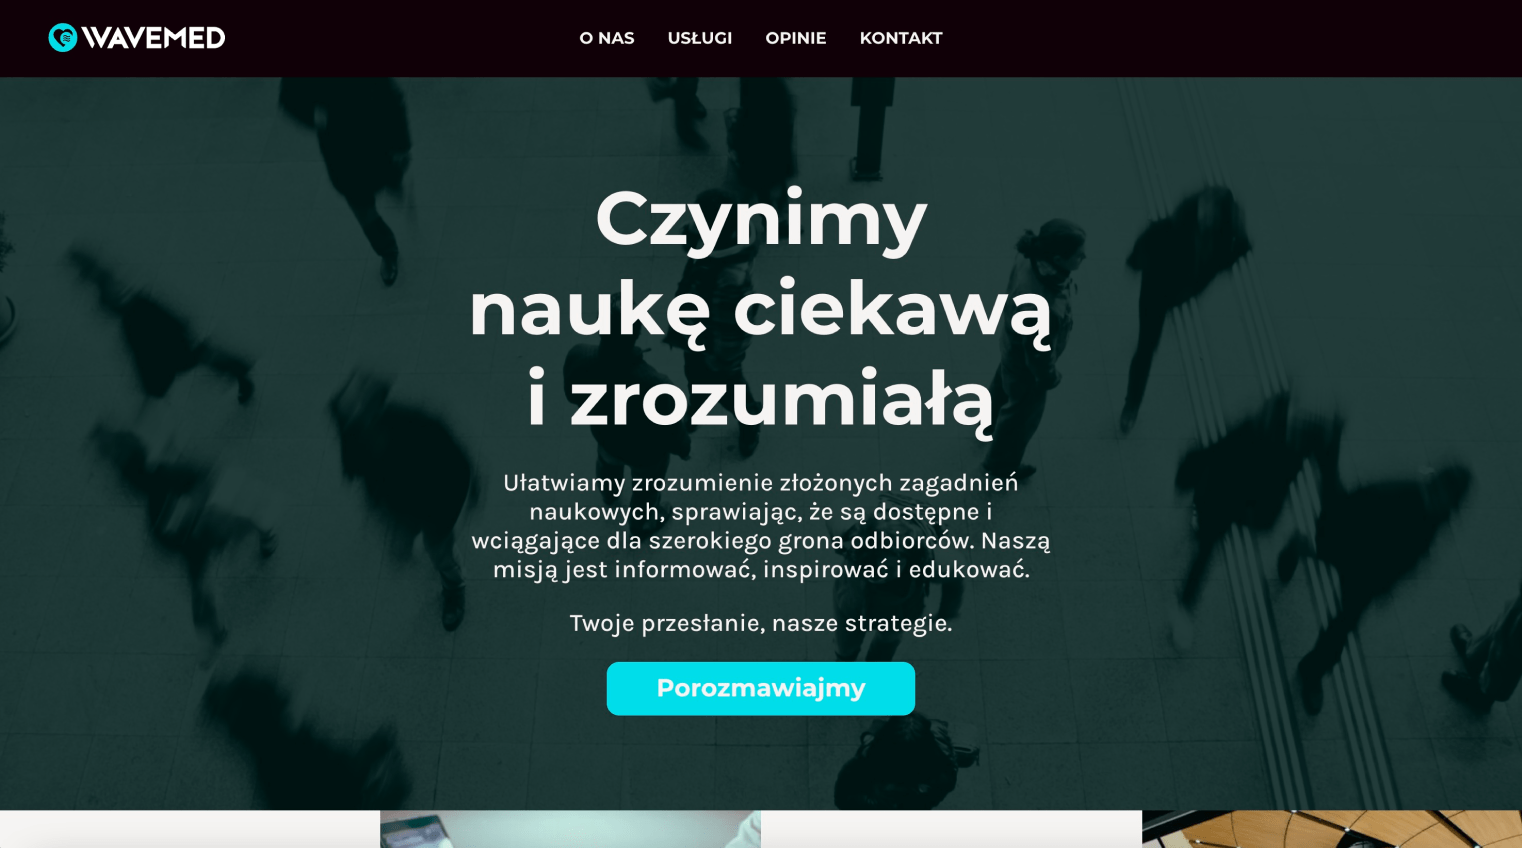 WAVEMED
O NAS
USŁUGI
OPINIE
KONTAKT
Czynimy
naukę ciekawą
i zrozumiałą
Ułatwiamy zrozumienie złożonych zagadnień
naukowych, sprawiając, że są dostępne i
wciągające dla szerokiego grona odbiorców. Naszą
misją jest informować, inspirować i edukować.
Twoje przesłanie, nasze strategie.
Porozmawiajmy